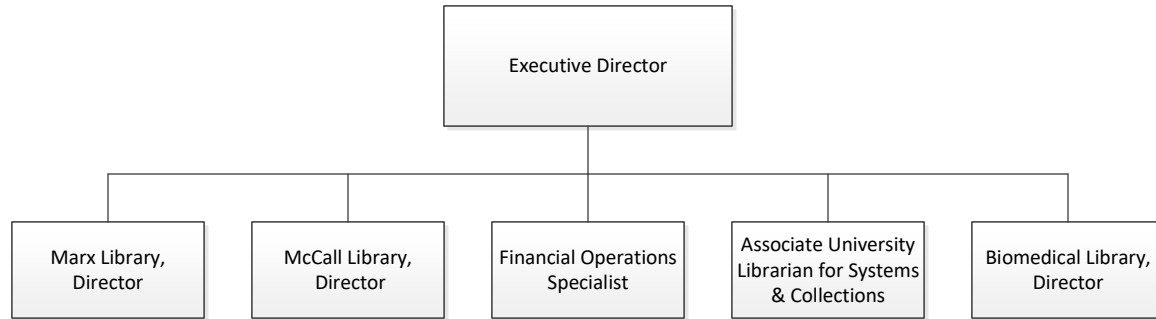 Executive Director
Marx Library,
Director
McCall Library,
Director
Financial Operations
Specialist
Associate University
Librarian for Systems
& Collections
Biomedical Library,
Director